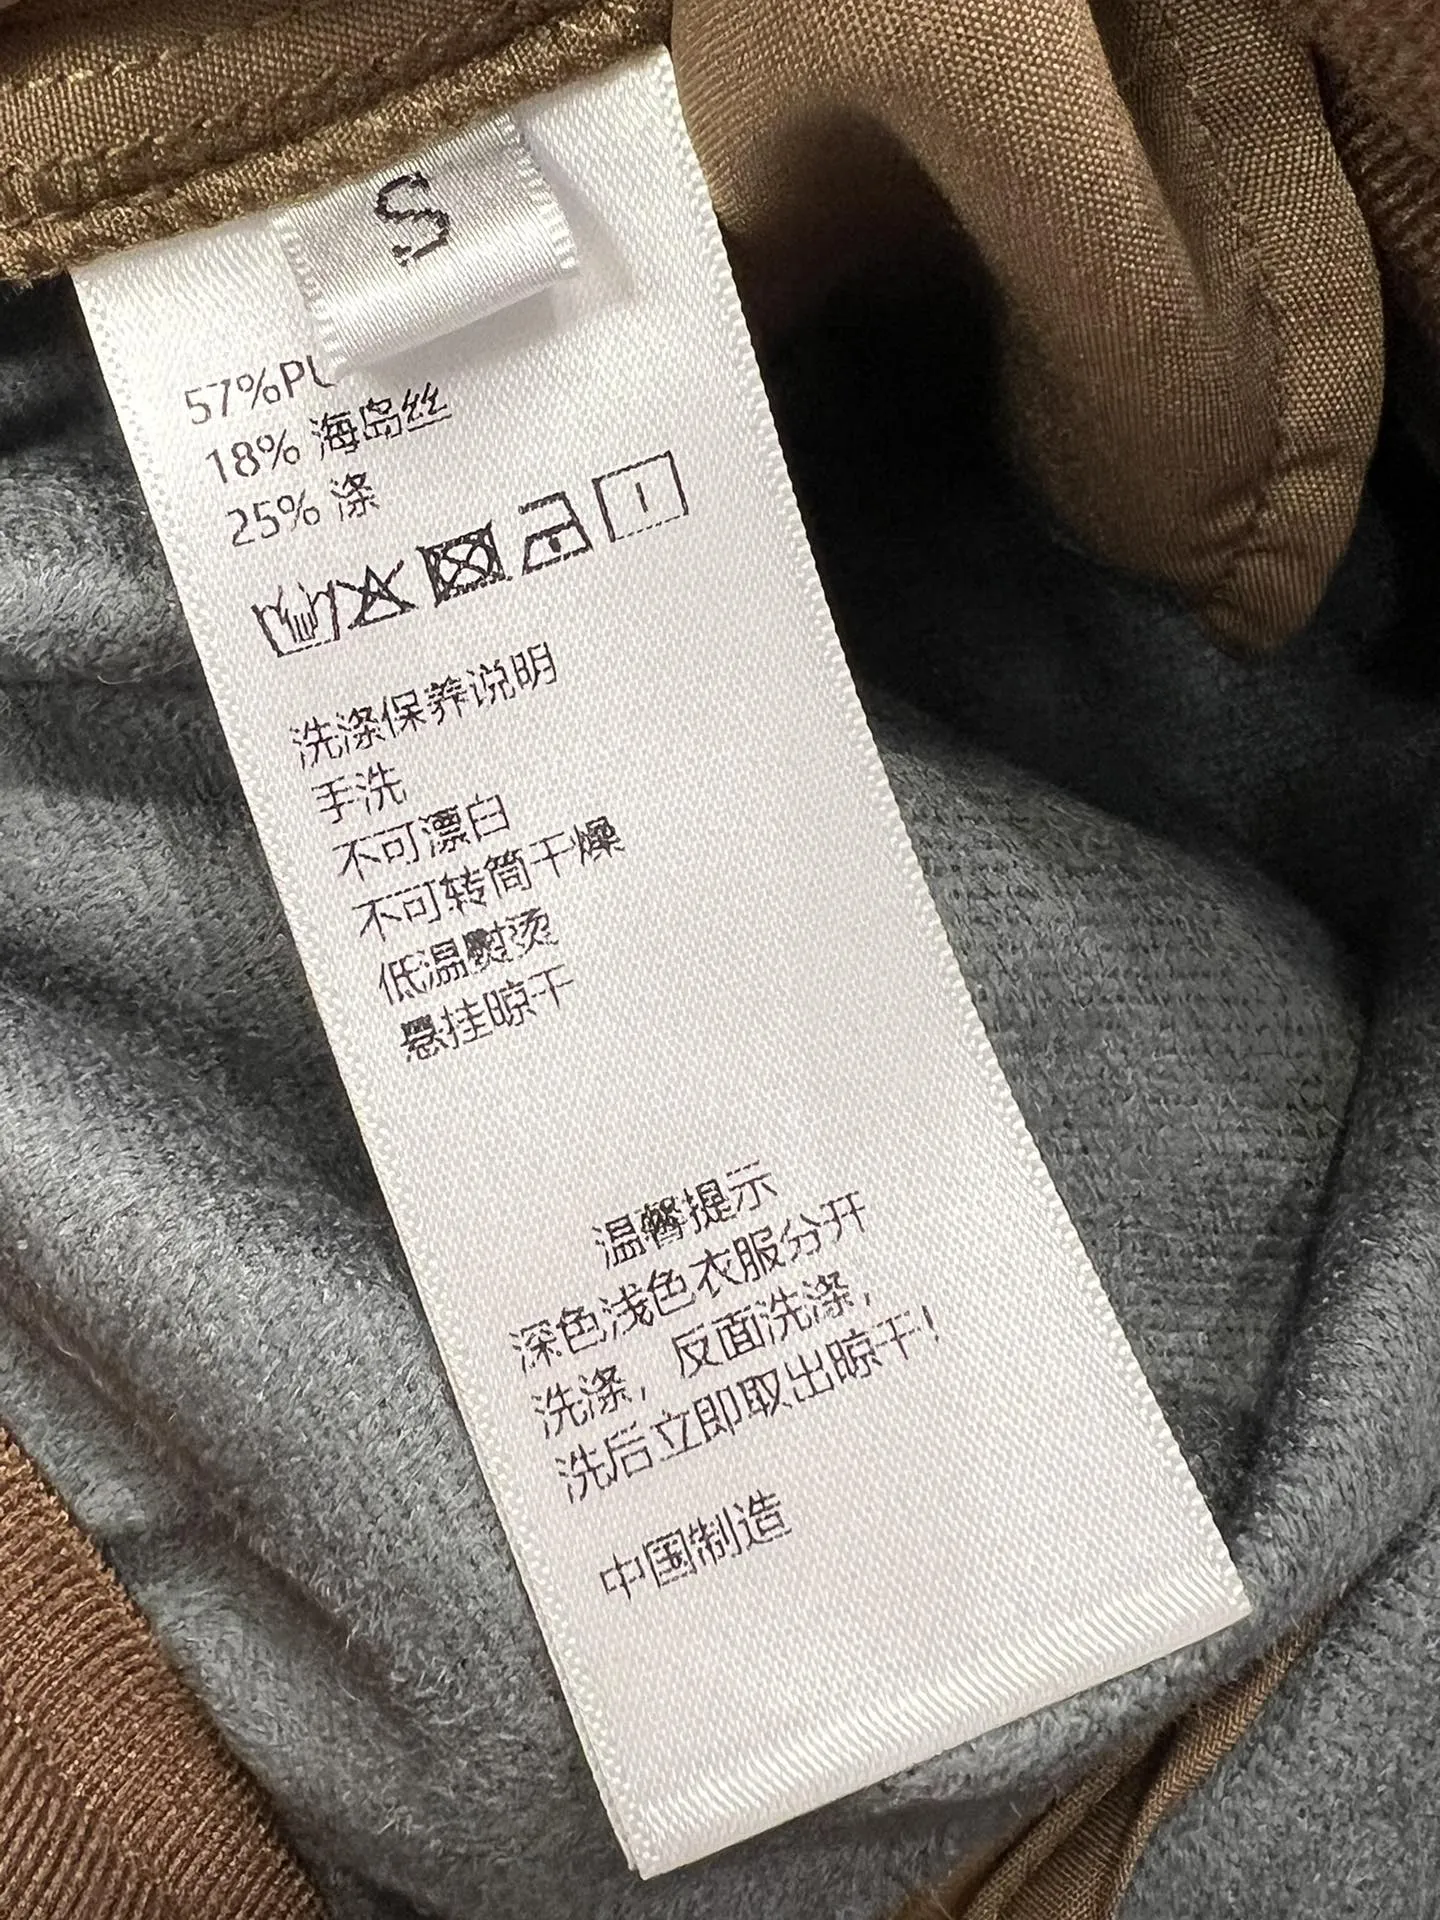 S
57%PU
18% 海岛丝
25% 涤
洗涤保养说明
手洗
不可漂白
不可转筒干燥
低温熨烫
悬挂晾干
温馨提示
深色浅色衣服分开
洗涤，反面洗涤，
洗后立即取出晾干！
中国制造